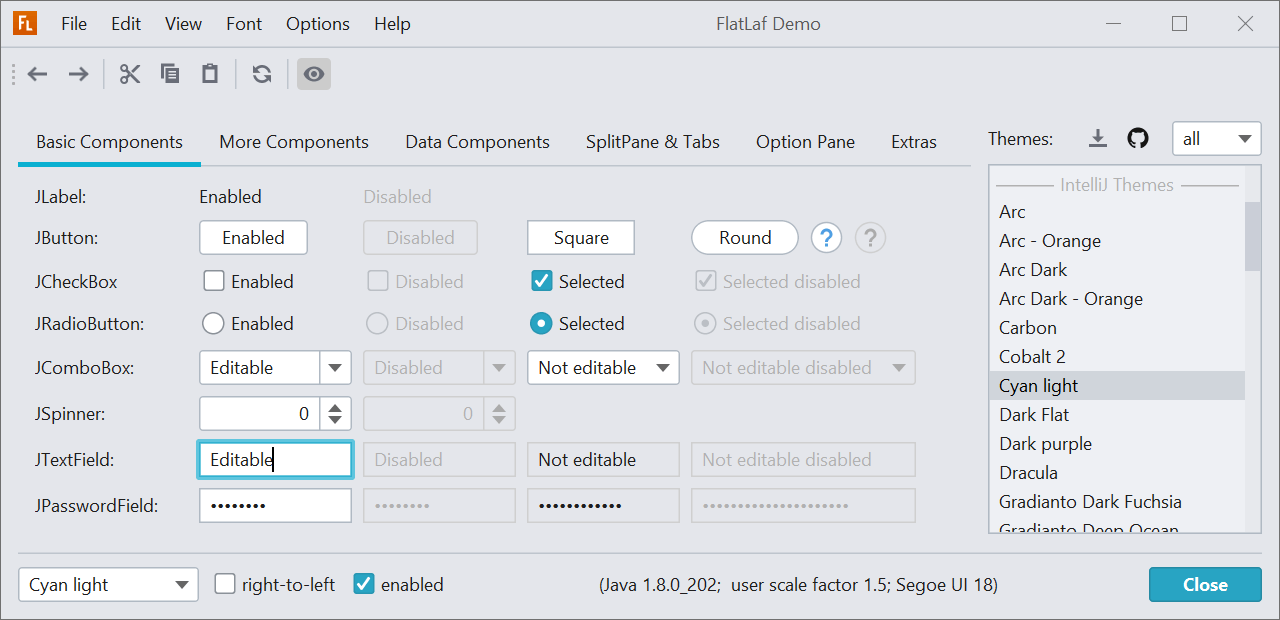 FL File Edit View Font Options Help FlatLaf Demo
Basic Components More Components Data Components SplitPane & Tabs Option Pane Extras
JLabel: Enabled Disabled
JButton: Enabled Disabled Square Round ? ?
JCheckBox Enabled Disabled Selected Selected disabled
JRadioButton: Enabled Disabled Selected Selected disabled
JComboBox: Editable Disabled Not editable Not editable disabled
JSpinner: 0 0
JTextField: Editable Disabled Not editable Not editable disabled
JPasswordField: •••••••• •••••••• •••••••••••• •••••••••••••••••••••
Themes: all
IntelliJ Themes
Arc
Arc - Orange
Arc Dark
Arc Dark - Orange
Carbon
Cobalt 2
Cyan light
Dark Flat
Dark purple
Dracula
Gradianto Dark Fuchsia
Gradianto Deep Ocean
Cyan light right-to-left enabled (Java 1.8.0_202; user scale factor 1.5; Segoe UI 18) Close